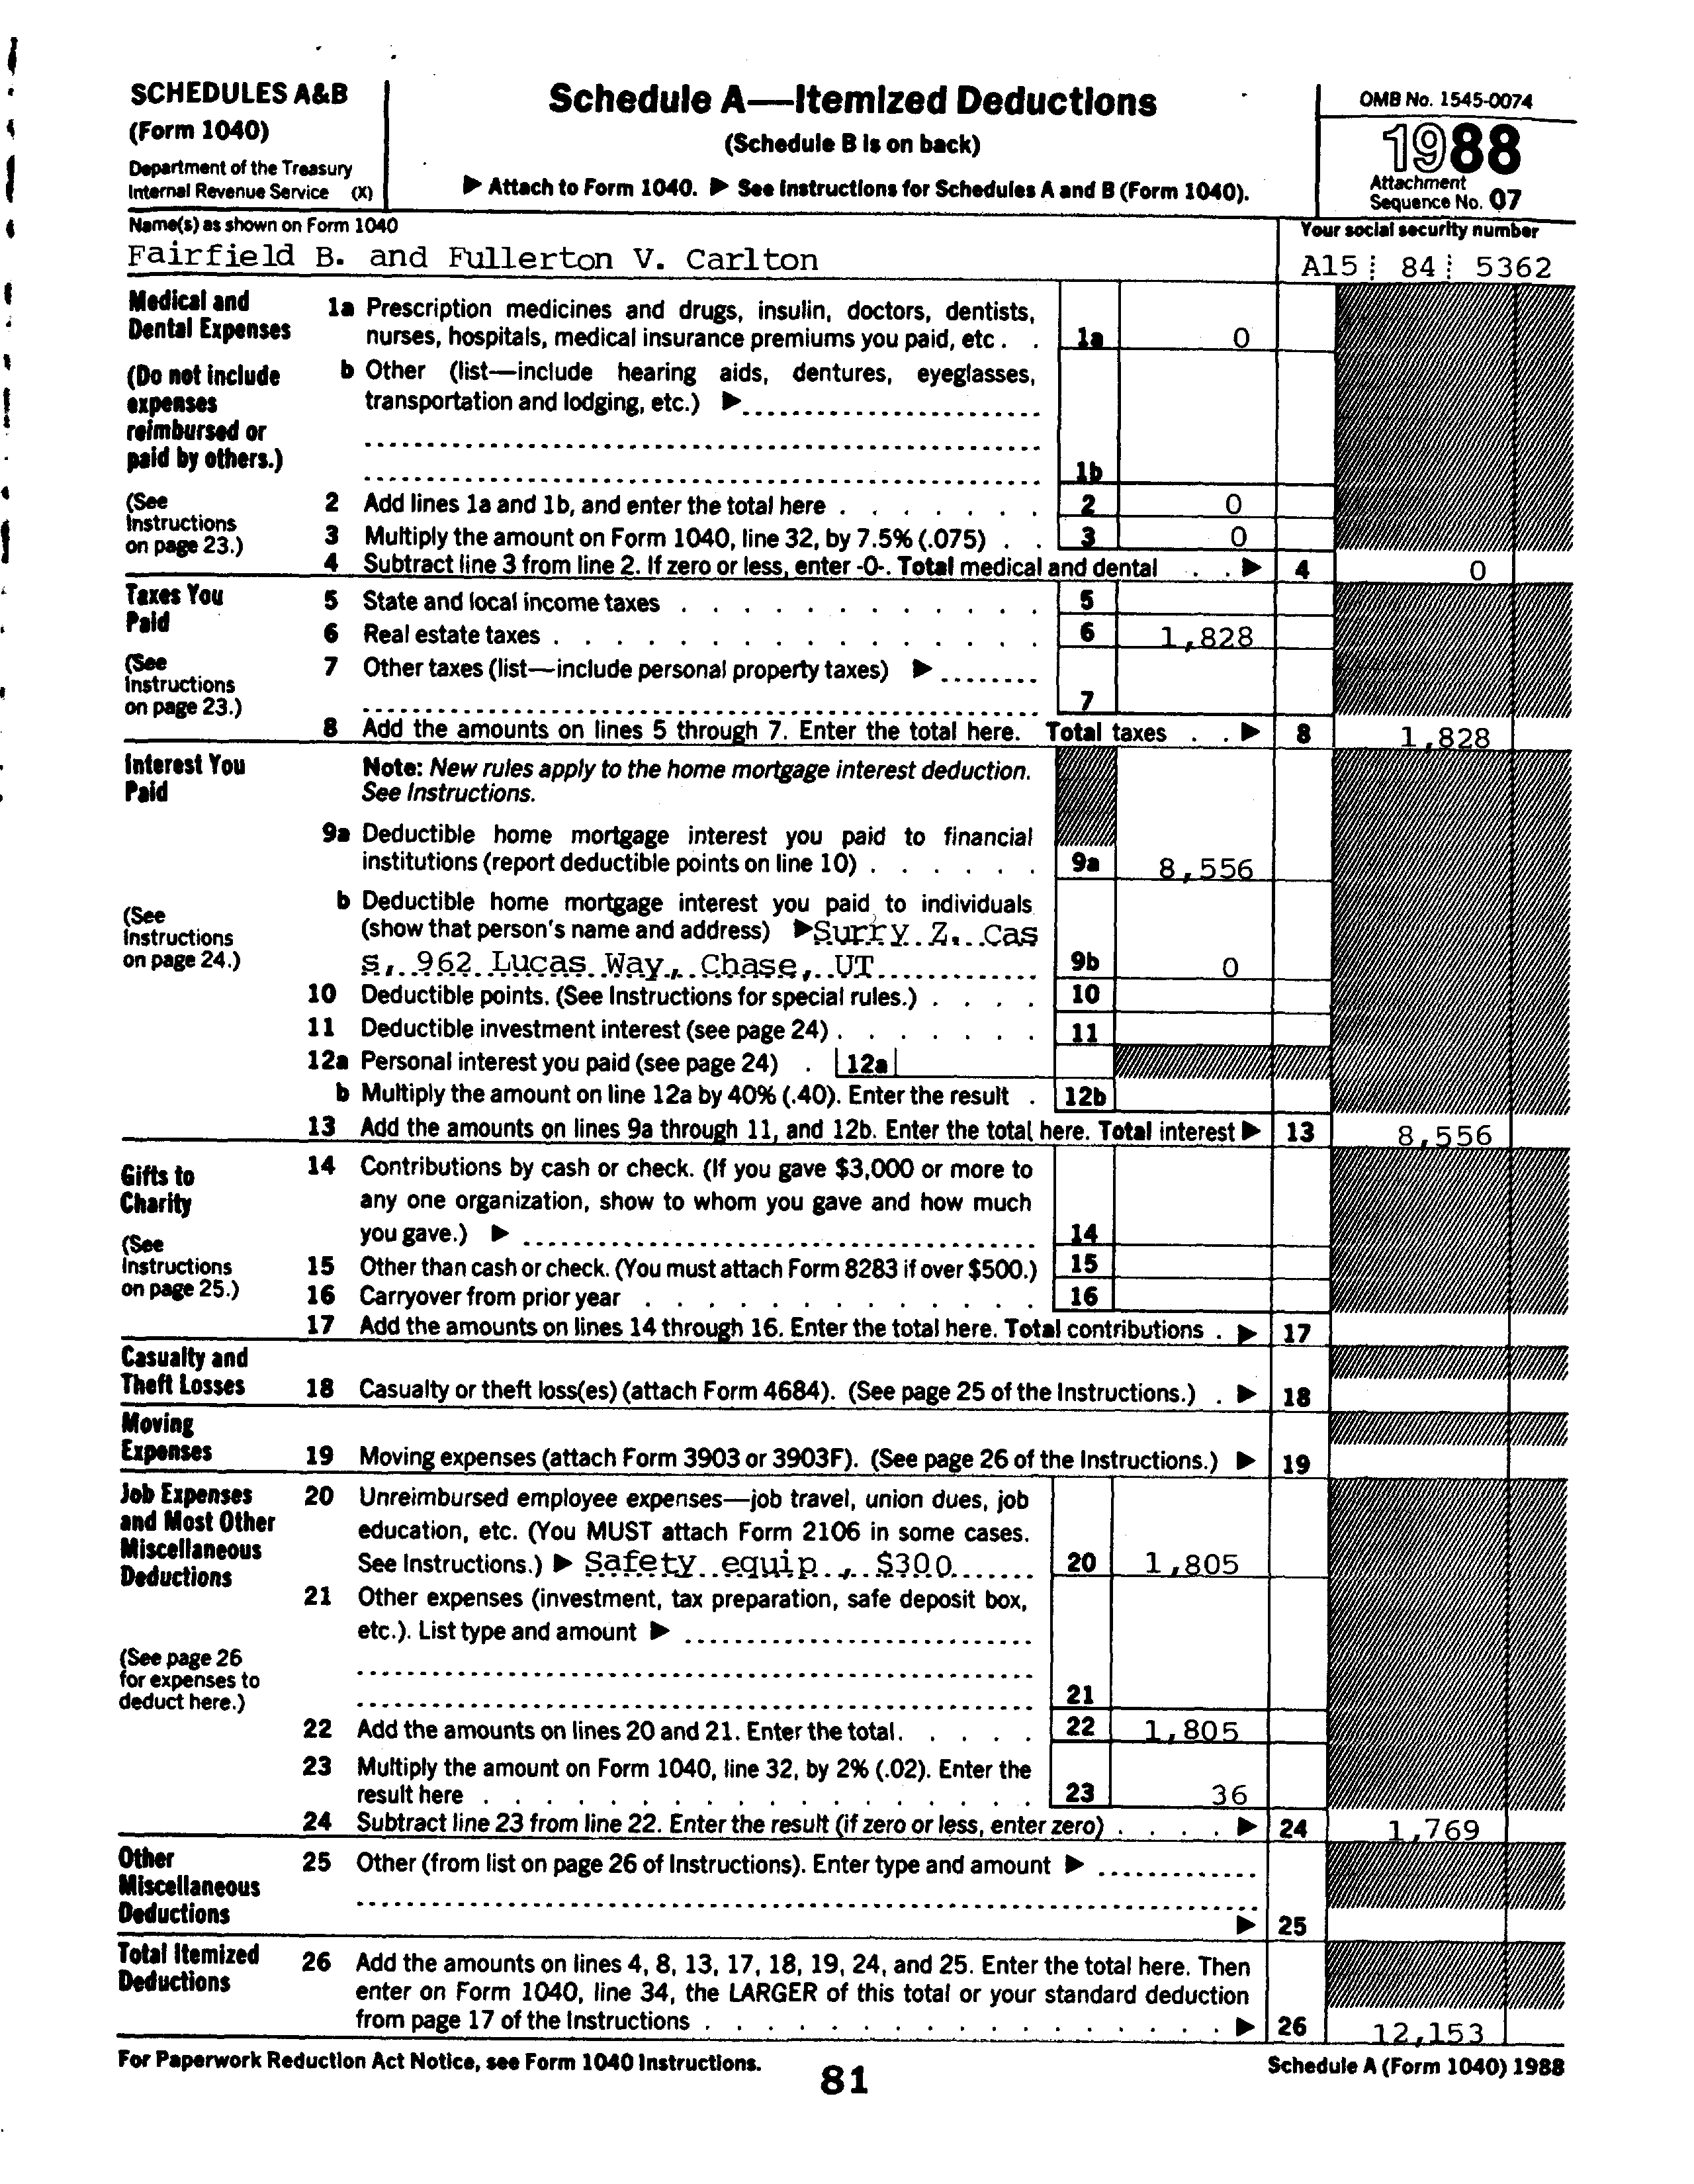 SCHEDULES A&B
(Form 1040)
Department of the Treasury
Internal Revenue Service (X)
Schedule A—Itemized Deductions
(Schedule B is on back)
▶ Attach to Form 1040. ▶ See Instructions for Schedules A and B (Form 1040).
OMB No. 1545-0074
1988
Attachment
Sequence No. 07
Name(s) as shown on Form 1040
Fairfield B. and Fullerton V. Carlton
Your social security number
A15 84 5362
Medical and
Dental Expenses
(Do not include
expenses
reimbursed or
paid by others.)
(See
Instructions
on page 23.)
1a Prescription medicines and drugs, insulin, doctors, dentists,
nurses, hospitals, medical insurance premiums you paid, etc . . 1a 0
b Other (list—include hearing aids, dentures, eyeglasses,
transportation and lodging, etc.) ▶
1b
2 Add lines 1a and 1b, and enter the total here . . . . . . . 2 0
3 Multiply the amount on Form 1040, line 32, by 7.5% (.075) . . 3 0
4 Subtract line 3 from line 2. If zero or less, enter -0-. Total medical and dental . . ▶ 4 0
Taxes You
Paid
(See
Instructions
on page 23.)
5 State and local income taxes . . . . . . . . . . . . 5
6 Real estate taxes . . . . . . . . . . . . . . . . 6 1,828
7 Other taxes (list—include personal property taxes) ▶
7
8 Add the amounts on lines 5 through 7. Enter the total here. Total taxes . . ▶ 8 1,828
Interest You
Paid
(See
Instructions
on page 24.)
Note: New rules apply to the home mortgage interest deduction.
See Instructions.
9a Deductible home mortgage interest you paid to financial
institutions (report deductible points on line 10) . . . . . . 9a 8,556
b Deductible home mortgage interest you paid to individuals
(show that person's name and address) ▶ Surry Z. Cas
s, 962 Lucas Way, Chase, UT 9b 0
10 Deductible points. (See Instructions for special rules.) . . . . 10
11 Deductible investment interest (see page 24) . . . . . . . 11
12a Personal interest you paid (see page 24) . 12a
b Multiply the amount on line 12a by 40% (.40). Enter the result . 12b
13 Add the amounts on lines 9a through 11, and 12b. Enter the total here. Total interest ▶ 13 8,556
Gifts to
Charity
(See
Instructions
on page 25.)
14 Contributions by cash or check. (If you gave $3,000 or more to
any one organization, show to whom you gave and how much
you gave.) ▶ 14
15 Other than cash or check. (You must attach Form 8283 if over $500.) 15
16 Carryover from prior year . . . . . . . . . . . . . 16
17 Add the amounts on lines 14 through 16. Enter the total here. Total contributions . ▶ 17
Casualty and
Theft Losses
18 Casualty or theft loss(es) (attach Form 4684). (See page 25 of the Instructions.) . ▶ 18
Moving
Expenses
19 Moving expenses (attach Form 3903 or 3903F). (See page 26 of the Instructions.) ▶ 19
Job Expenses
and Most Other
Miscellaneous
Deductions
(See page 26
for expenses to
deduct here.)
20 Unreimbursed employee expenses—job travel, union dues, job
education, etc. (You MUST attach Form 2106 in some cases.
See Instructions.) ▶ Safety equip , $300 20 1,805
21 Other expenses (investment, tax preparation, safe deposit box,
etc.). List type and amount ▶
21
22 Add the amounts on lines 20 and 21. Enter the total. . . . . 22 1,805
23 Multiply the amount on Form 1040, line 32, by 2% (.02). Enter the
result here . . . . . . . . . . . . . . . . . . 23 36
24 Subtract line 23 from line 22. Enter the result (if zero or less, enter zero) . . . . ▶ 24 1,769
Other
Miscellaneous
Deductions
25 Other (from list on page 26 of Instructions). Enter type and amount ▶
▶ 25
Total Itemized
Deductions
26 Add the amounts on lines 4, 8, 13, 17, 18, 19, 24, and 25. Enter the total here. Then
enter on Form 1040, line 34, the LARGER of this total or your standard deduction
from page 17 of the Instructions . . . . . . . . . . . . . . . . . ▶ 26 12,153
For Paperwork Reduction Act Notice, see Form 1040 Instructions.
Schedule A (Form 1040) 1988
81